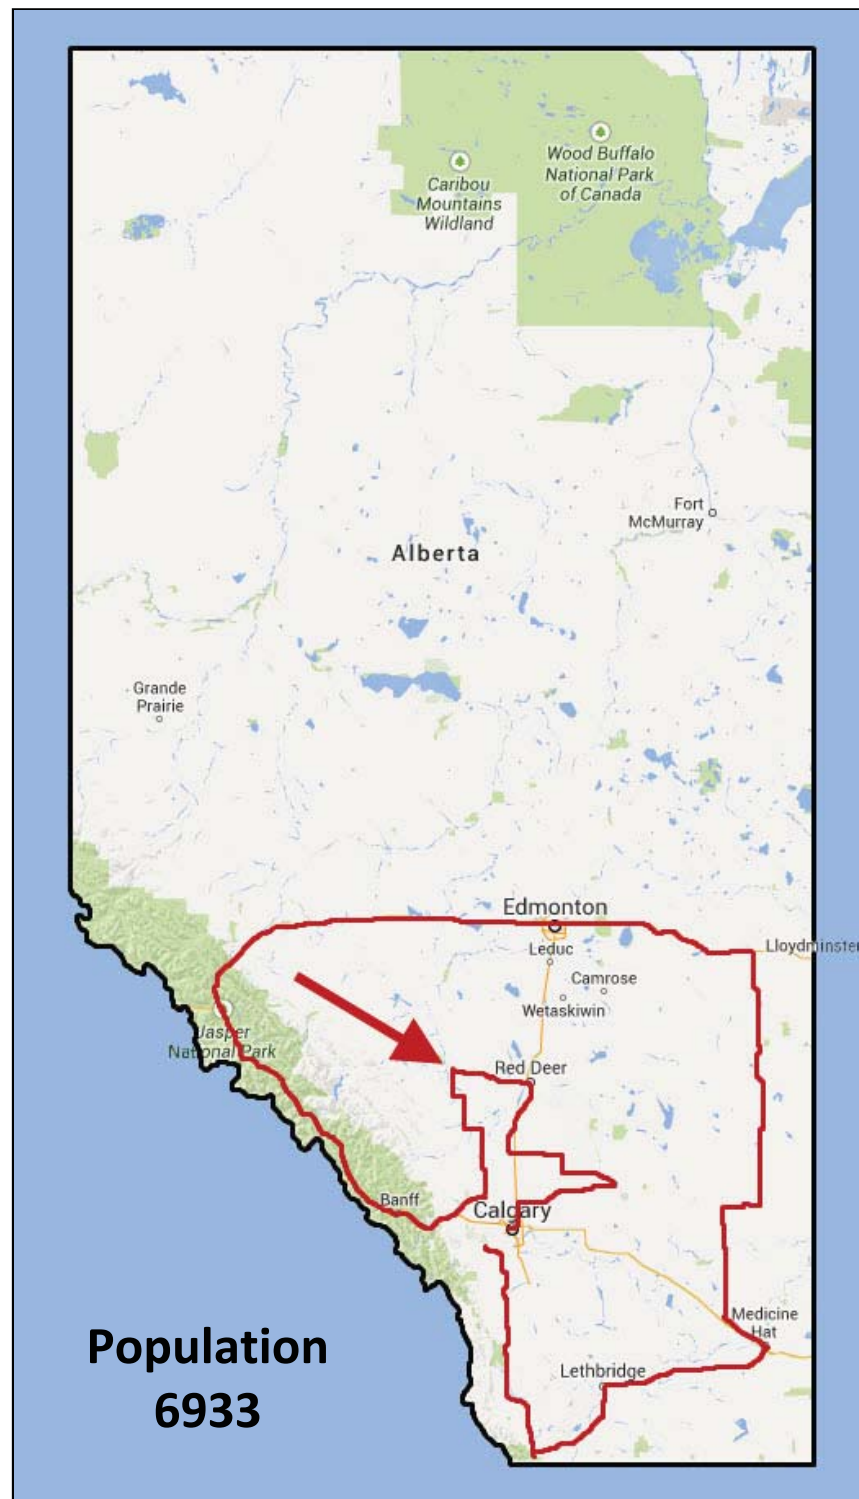 Wood Buffalo
National Park
of Canada
Caribou
Mountains
Wildland
Fort
McMurray
Alberta
Grande
Prairie
Edmonton
Leduc
Lloydminster
Camrose
Wetaskiwin
Jasper
National Park
Red Deer
Banff
Calgary
Medicine
Hat
Lethbridge
Population
6933